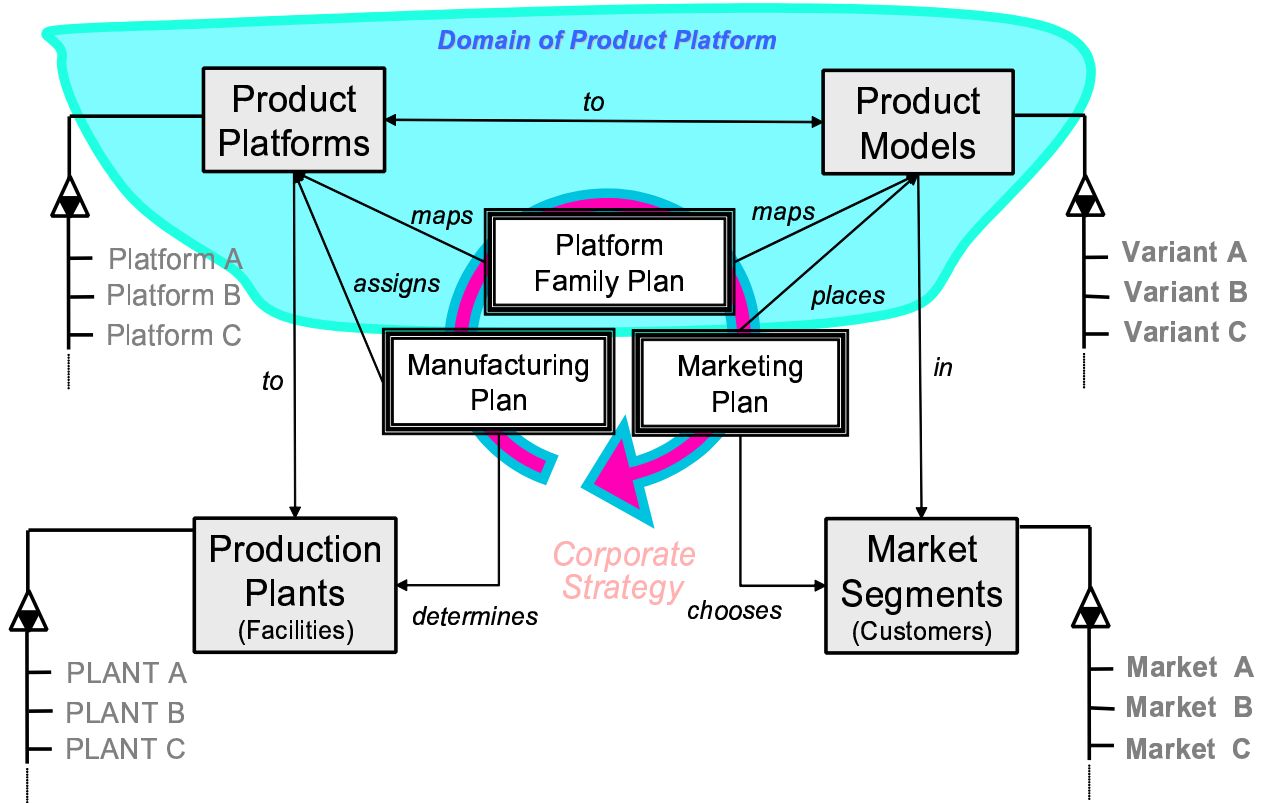 Domain of Product Platform
Product
Platforms
to
Product
Models
maps
maps
Platform
Family Plan
assigns
places
Platform A
Platform B
Platform C
Variant A
Variant B
Variant C
Manufacturing
Plan
Marketing
Plan
to
in
Production
Plants
(Facilities)
Corporate
Strategy
Market
Segments
(Customers)
determines
chooses
PLANT A
PLANT B
PLANT C
Market A
Market B
Market C